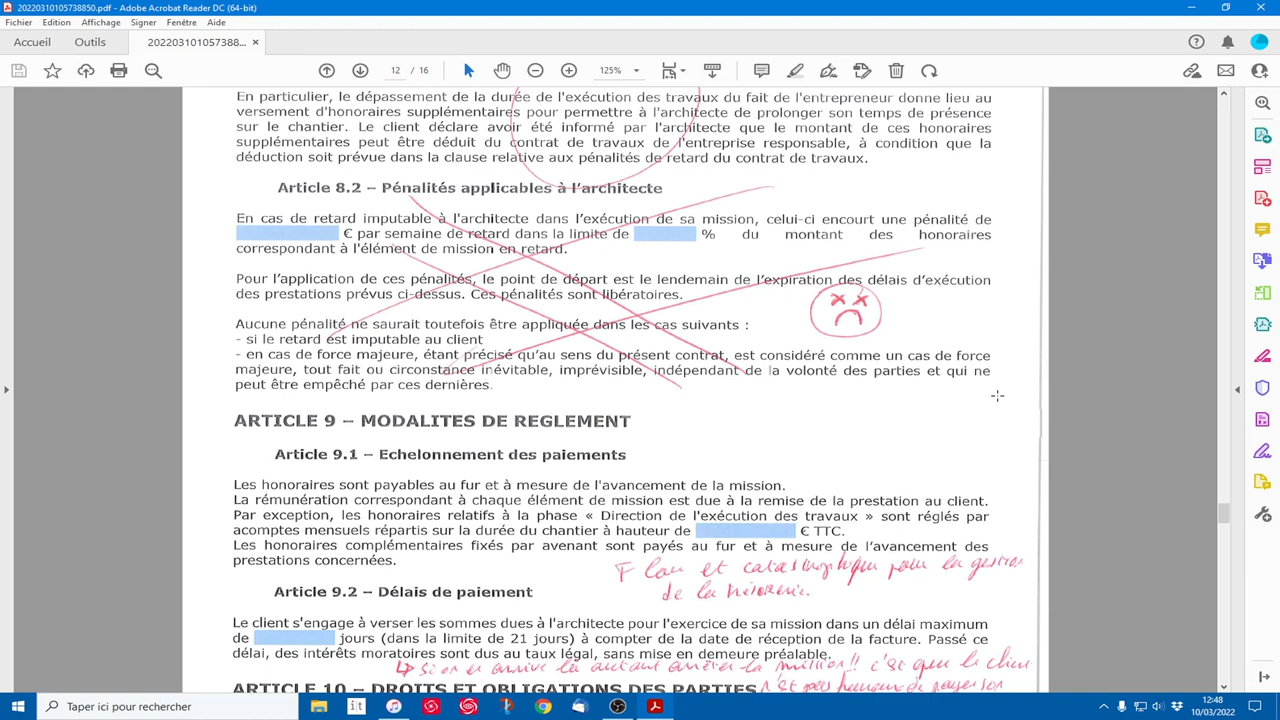 20220310105738850.pdf - Adobe Acrobat Reader DC (64-bit)
Fichier Edition Affichage Signer Fenêtre Aide
Accueil Outils 202203101057388... ×
12 / 16 125%
En particulier, le dépassement de la durée de l'exécution des travaux du fait de l'entrepreneur donne lieu au
versement d'honoraires supplémentaires pour permettre à l'architecte de prolonger son temps de présence
sur le chantier. Le client déclare avoir été informé par l'architecte que le montant de ces honoraires
supplémentaires peut être déduit du contrat de travaux de l'entreprise responsable, à condition que la
déduction soit prévue dans la clause relative aux pénalités de retard du contrat de travaux.
Article 8.2 – Pénalités applicables à l'architecte
En cas de retard imputable à l'architecte dans l'exécution de sa mission, celui-ci encourt une pénalité de
€ par semaine de retard dans la limite de % du montant des honoraires
correspondant à l'élément de mission en retard.
Pour l'application de ces pénalités, le point de départ est le lendemain de l'expiration des délais d'exécution
des prestations prévus ci-dessus. Ces pénalités sont libératoires.
Aucune pénalité ne saurait toutefois être appliquée dans les cas suivants :
- si le retard est imputable au client
- en cas de force majeure, étant précisé qu'au sens du présent contrat, est considéré comme un cas de force
majeure, tout fait ou circonstance inévitable, imprévisible, indépendant de la volonté des parties et qui ne
peut être empêché par ces dernières.
ARTICLE 9 – MODALITES DE REGLEMENT
Article 9.1 – Echelonnement des paiements
Les honoraires sont payables au fur et à mesure de l'avancement de la mission.
La rémunération correspondant à chaque élément de mission est due à la remise de la prestation au client.
Par exception, les honoraires relatifs à la phase « Direction de l'exécution des travaux » sont réglés par
acomptes mensuels répartis sur la durée du chantier à hauteur de € TTC.
Les honoraires complémentaires fixés par avenant sont payés au fur et à mesure de l'avancement des
prestations concernées.
et catastrophique pour la gestion
de la trésorerie.
Article 9.2 – Délais de paiement
Le client s'engage à verser les sommes dues à l'architecte pour l'exercice de sa mission dans un délai maximum
de jours (dans la limite de 21 jours) à compter de la date de réception de la facture. Passé ce
délai, des intérêts moratoires sont dus au taux légal, sans mise en demeure préalable.
↳ si on en arrive là autant arrêter la mission!! c'est que le client
ARTICLE 10 – DROITS ET OBLIGATIONS DES PARTIES
n'est pas de payer son
Taper ici pour rechercher
12:48
10/03/2022